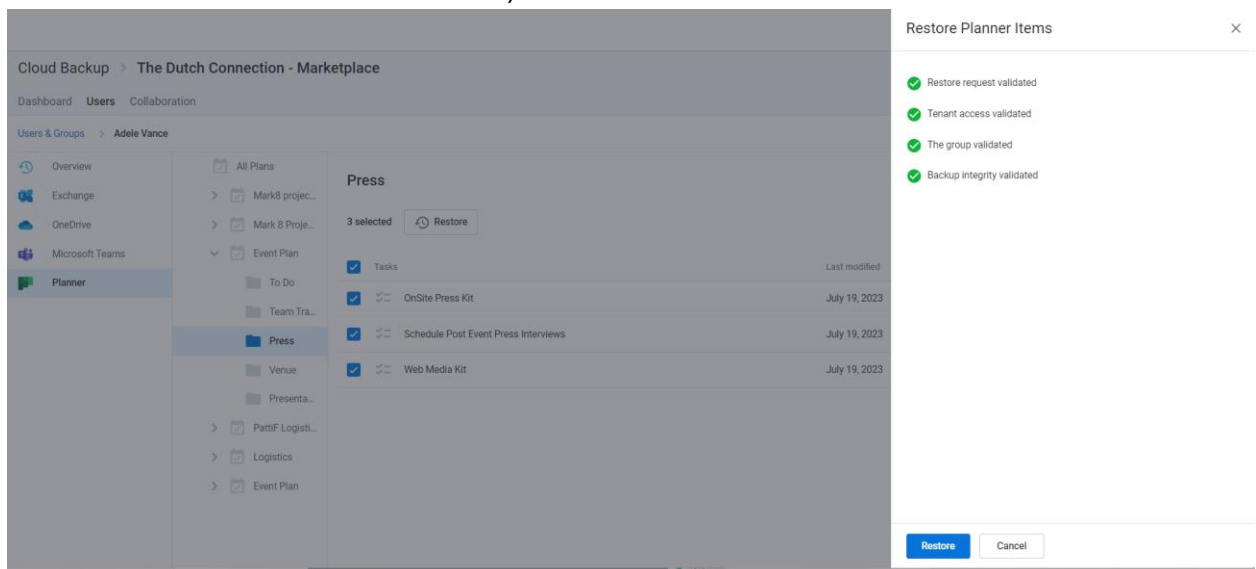 Restore Planner Items
Cloud Backup > The Dutch Connection - Marketplace
Dashboard Users Collaboration
Users & Groups > Adele Vance
Overview
Exchange
OneDrive
Microsoft Teams
Planner
All Plans
Mark8 projec...
Mark 8 Proje...
Event Plan
To Do
Team Tra...
Press
Venue
Presenta...
PattiF Logisti...
Logistics
Event Plan
Press
3 selected Restore
Tasks Last modified
OnSite Press Kit July 19, 2023
Schedule Post Event Press Interviews July 19, 2023
Web Media Kit July 19, 2023
Restore request validated
Tenant access validated
The group validated
Backup integrity validated
Restore Cancel